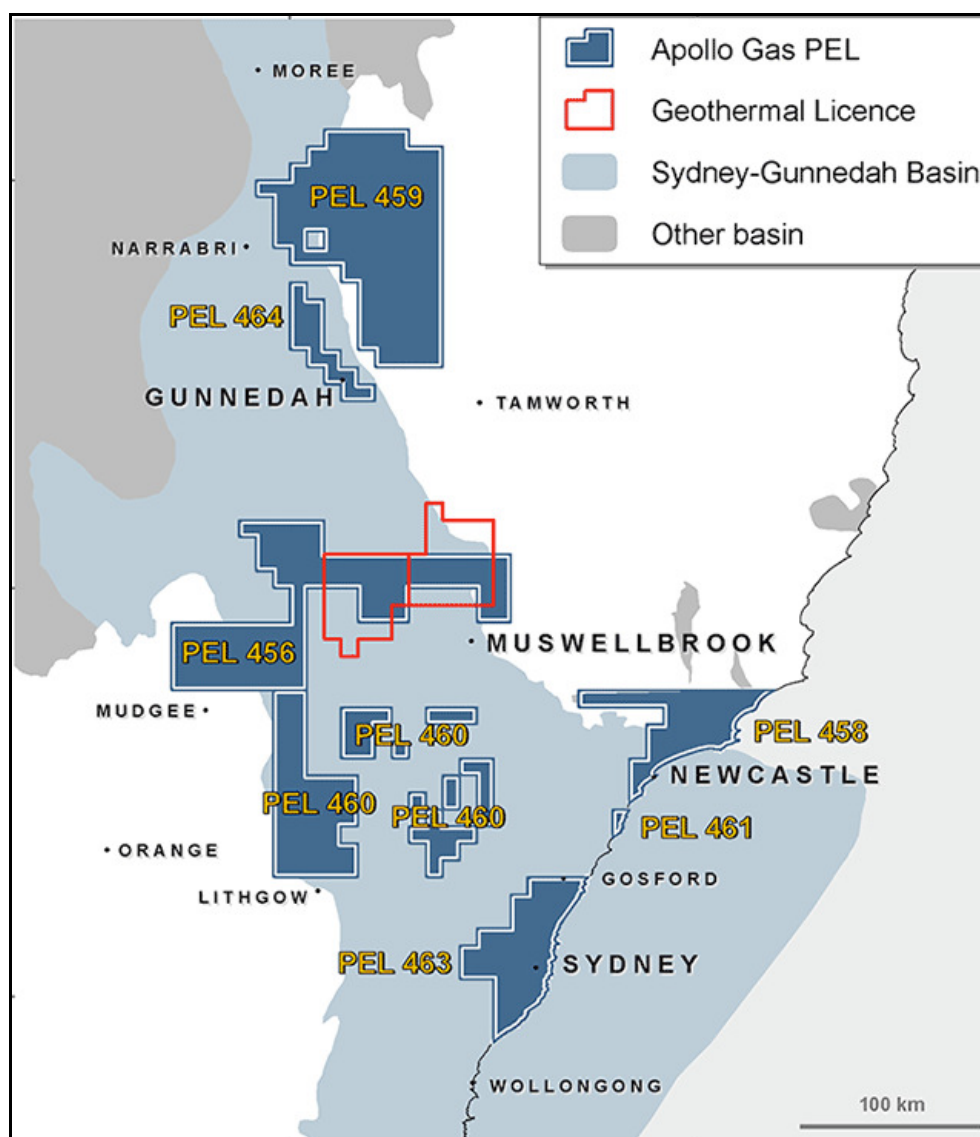 MOREE
Apollo Gas PEL
Geothermal Licence
Sydney-Gunnedah Basin
Other basin
PEL 459
NARRABRI
PEL 464
GUNNEDAH
TAMWORTH
MUSWELLBROOK
PEL 456
MUDGEE
PEL 460
PEL 458
NEWCASTLE
PEL 460
PEL 460
PEL 461
ORANGE
LITHGOW
GOSFORD
PEL 463
SYDNEY
WOLLONGONG
100 km